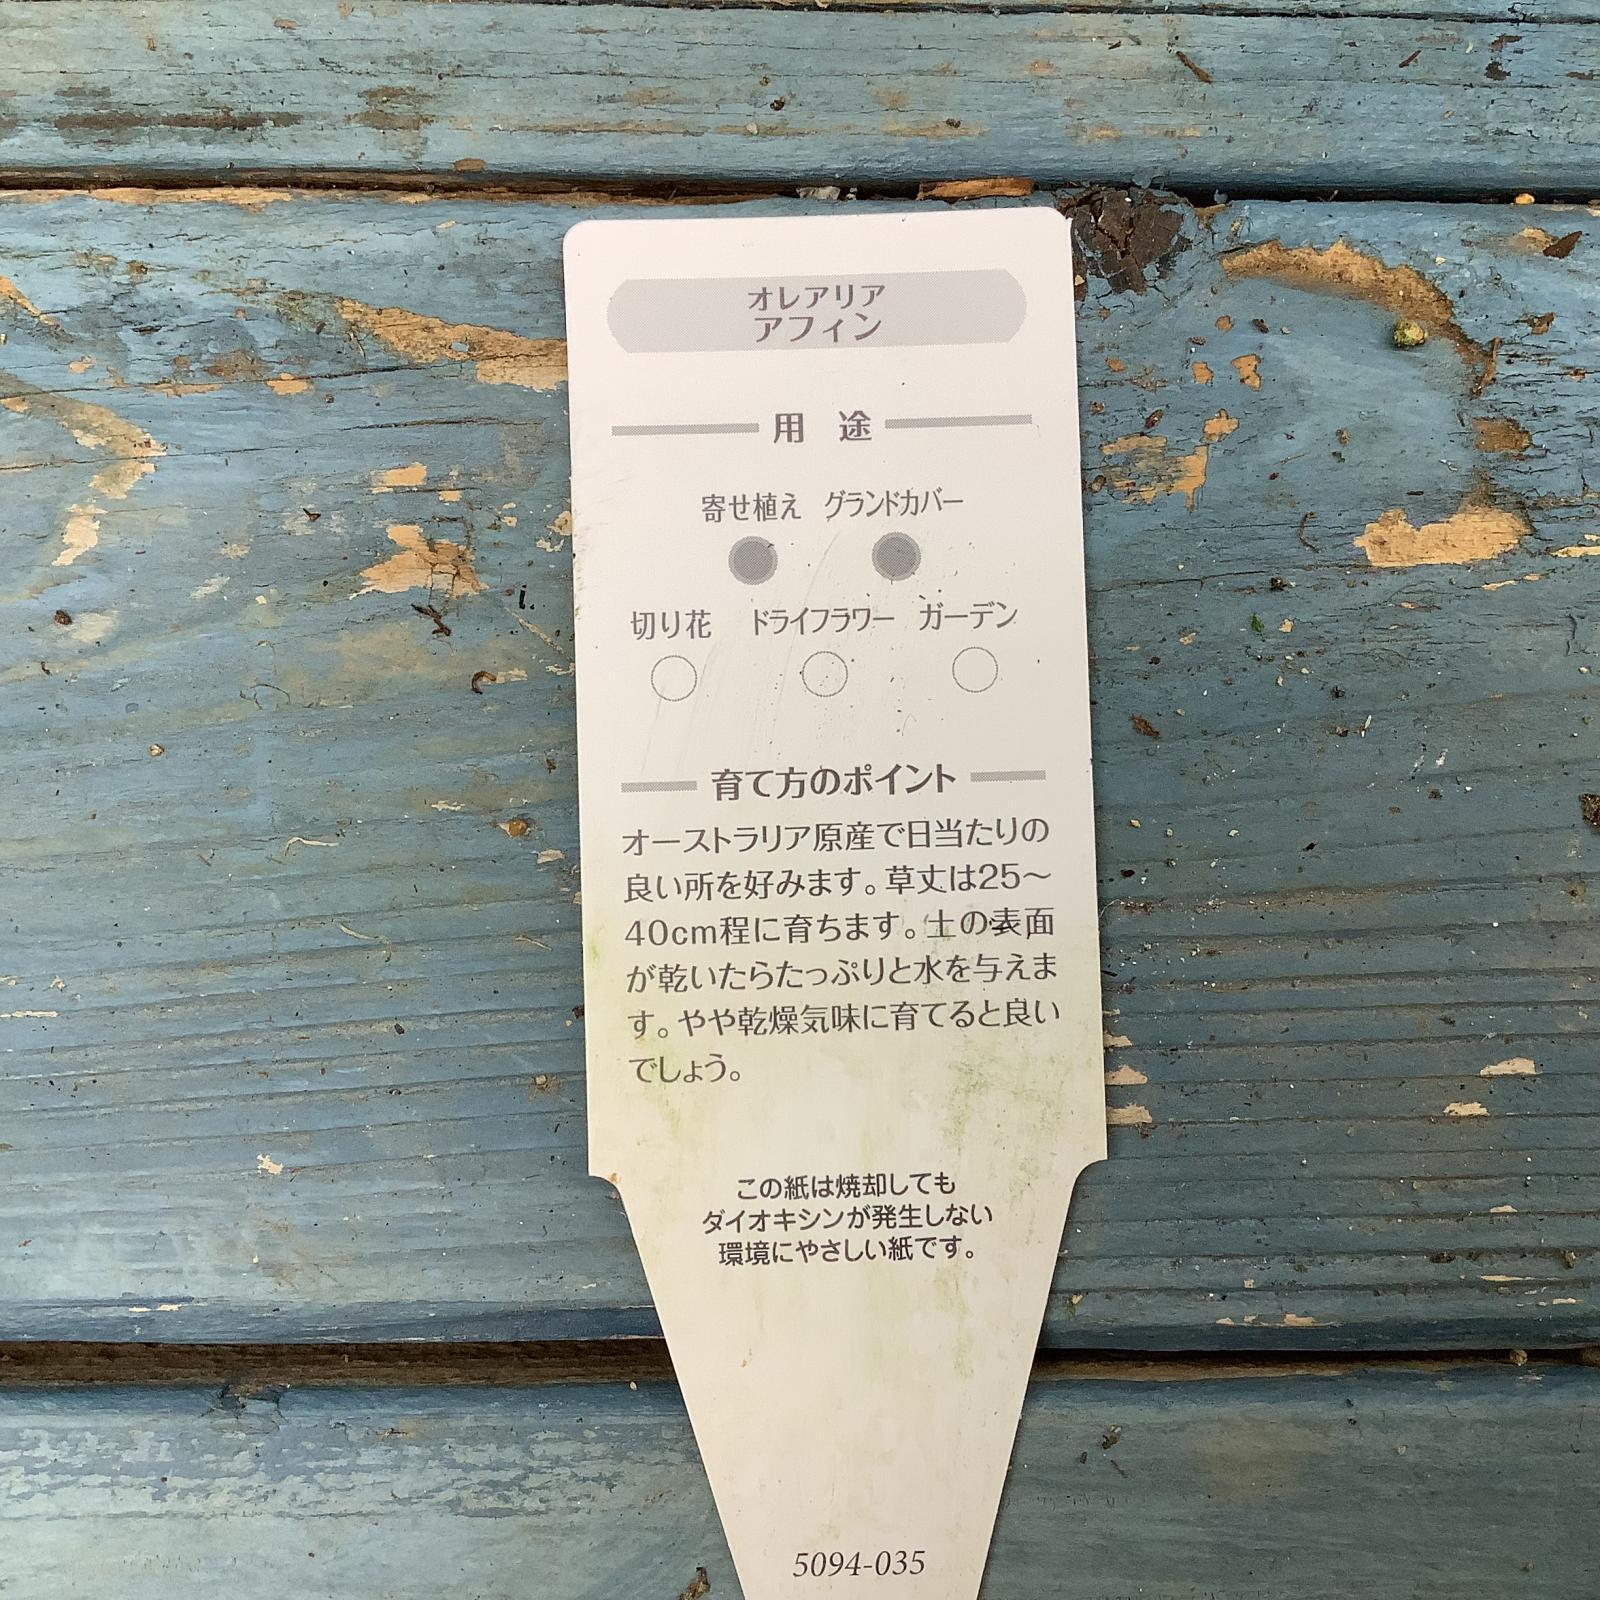 オレアリア
アフィン
用 途
寄せ植え グランドカバー
切り花 ドライフラワー ガーデン
育て方のポイント
オーストラリア原産で日当たりの
良い所を好みます。草丈は25〜
40cm程に育ちます。土の表面
が乾いたらたっぷりと水を与えま
す。やや乾燥気味に育てると良い
でしょう。
この紙は焼却しても
ダイオキシンが発生しない
環境にやさしい紙です。
5094-035